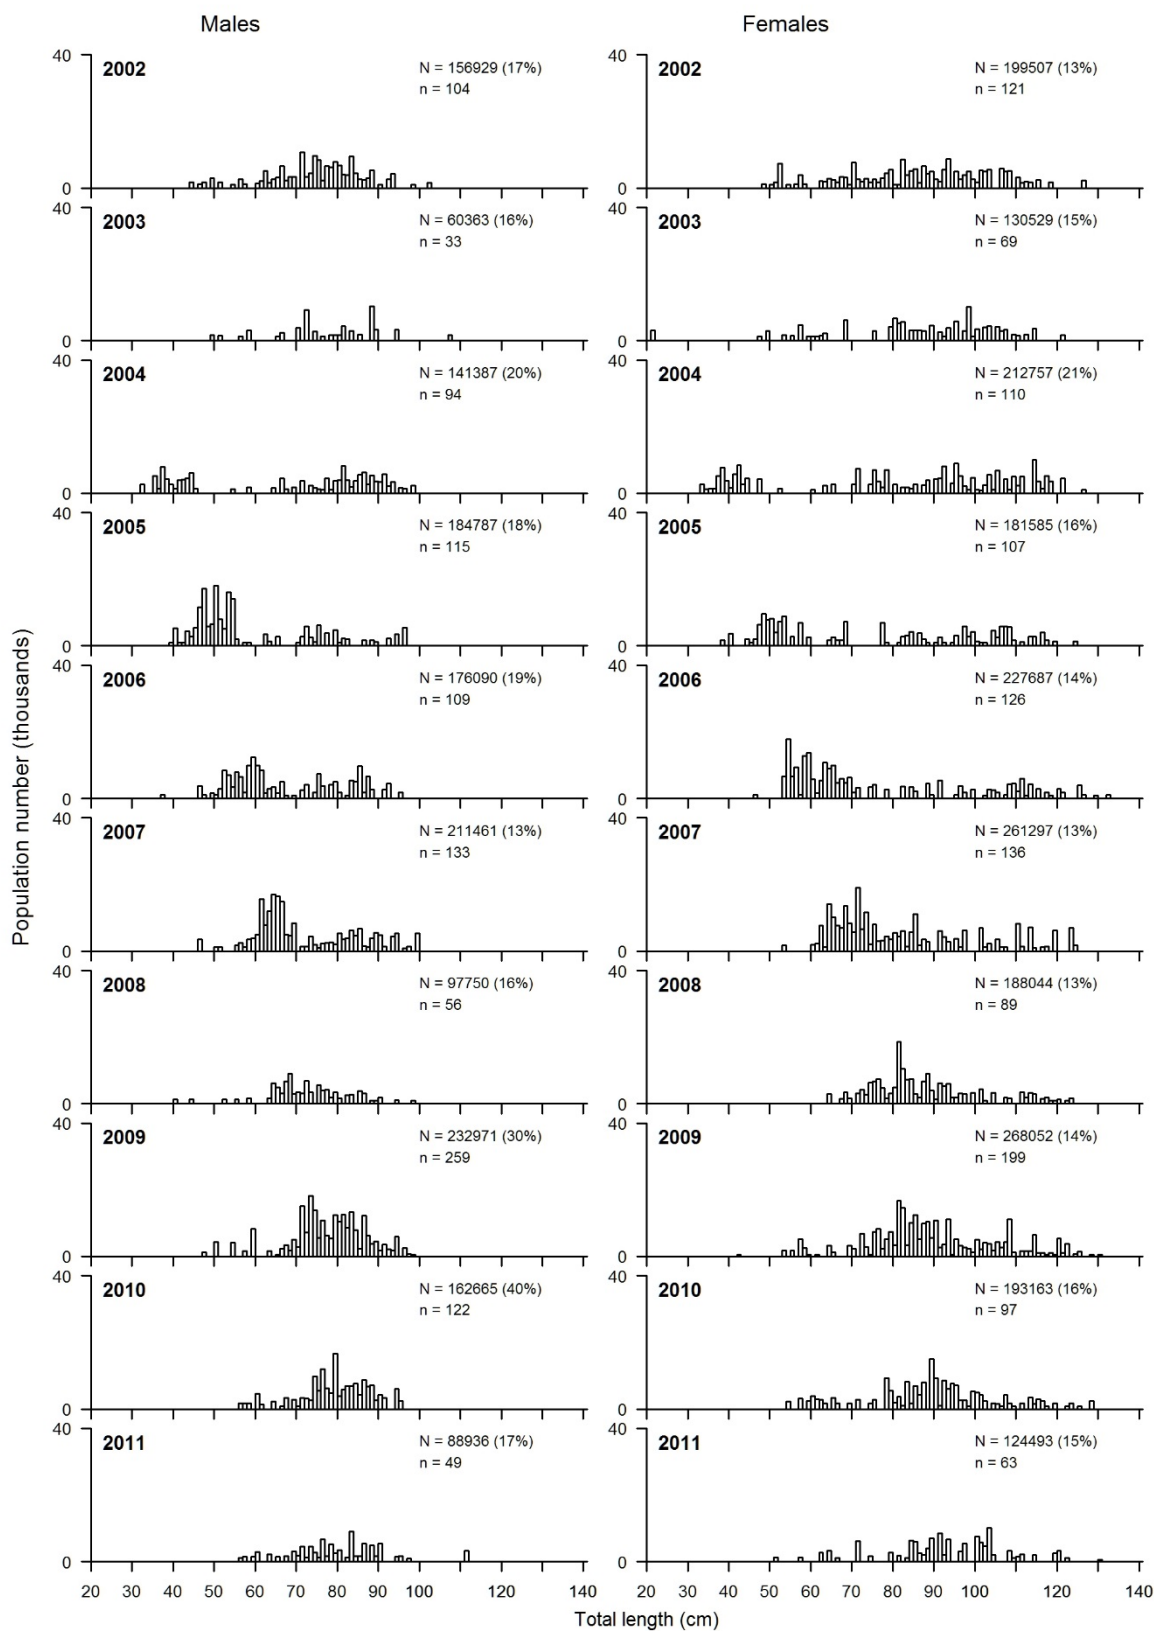 Males Females
40 40
2002 N = 156929 (17%) 2002 N = 199507 (13%)
n = 104 n = 121
0 0
40 40
2003 N = 60363 (16%) 2003 N = 130529 (15%)
n = 33 n = 69
0 0
40 40
2004 N = 141387 (20%) 2004 N = 212757 (21%)
n = 94 n = 110
0 0
40 40
2005 N = 184787 (18%) 2005 N = 181585 (16%)
n = 115 n = 107
0 0
40 40
2006 N = 176090 (19%) 2006 N = 227687 (14%)
n = 109 n = 126
0 0
40 40
2007 N = 211461 (13%) 2007 N = 261297 (13%)
n = 133 n = 136
0 0
40 40
2008 N = 97750 (16%) 2008 N = 188044 (13%)
n = 56 n = 89
0 0
40 40
2009 N = 232971 (30%) 2009 N = 268052 (14%)
n = 259 n = 199
0 0
40 40
2010 N = 162665 (40%) 2010 N = 193163 (16%)
n = 122 n = 97
0 0
40 40
2011 N = 88936 (17%) 2011 N = 124493 (15%)
n = 49 n = 63
0 0
20 30 40 50 60 70 80 90 100 120 140 20 30 40 50 60 70 80 90 100 120 140
Total length (cm)
Population number (thousands)